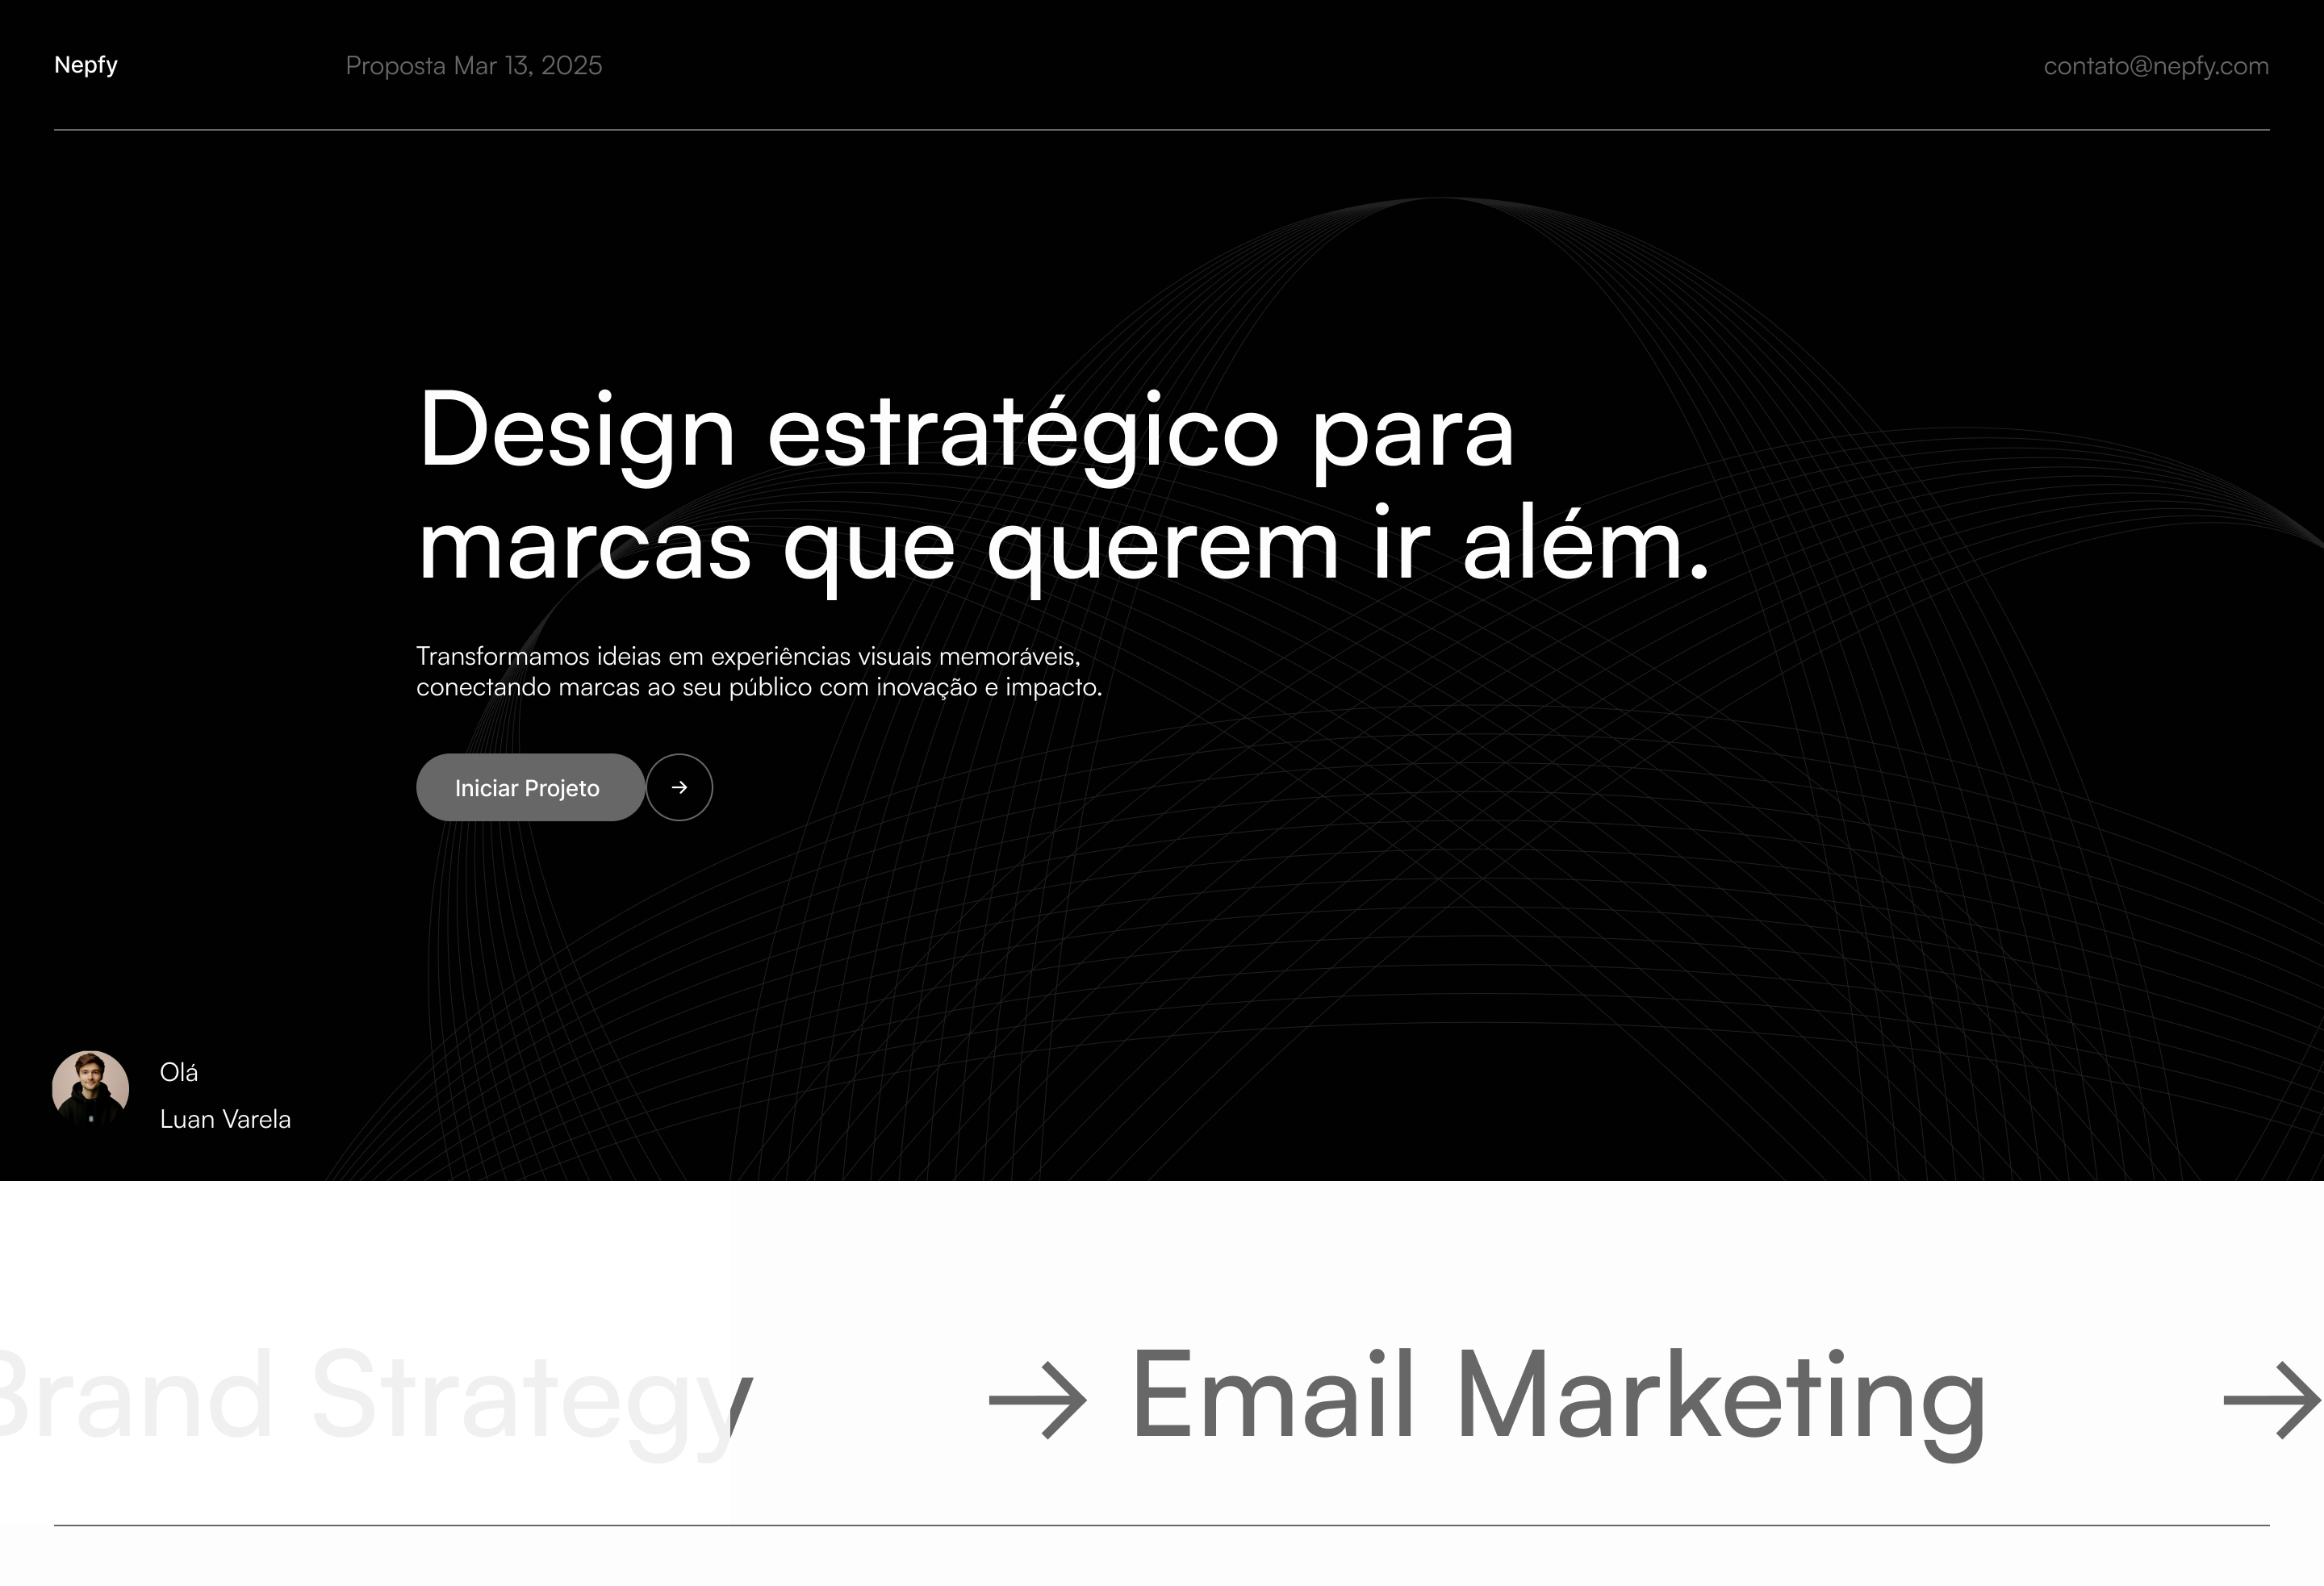 Nepfy
Proposta Mar 13, 2025
contato@nepfy.com
Design estratégico para
marcas que querem ir além.
Transformamos ideias em experiências visuais memoráveis,
conectando marcas ao seu público com inovação e impacto.
Iniciar Projeto →
Olá
Luan Varela
Brand Strategy → Email Marketing →